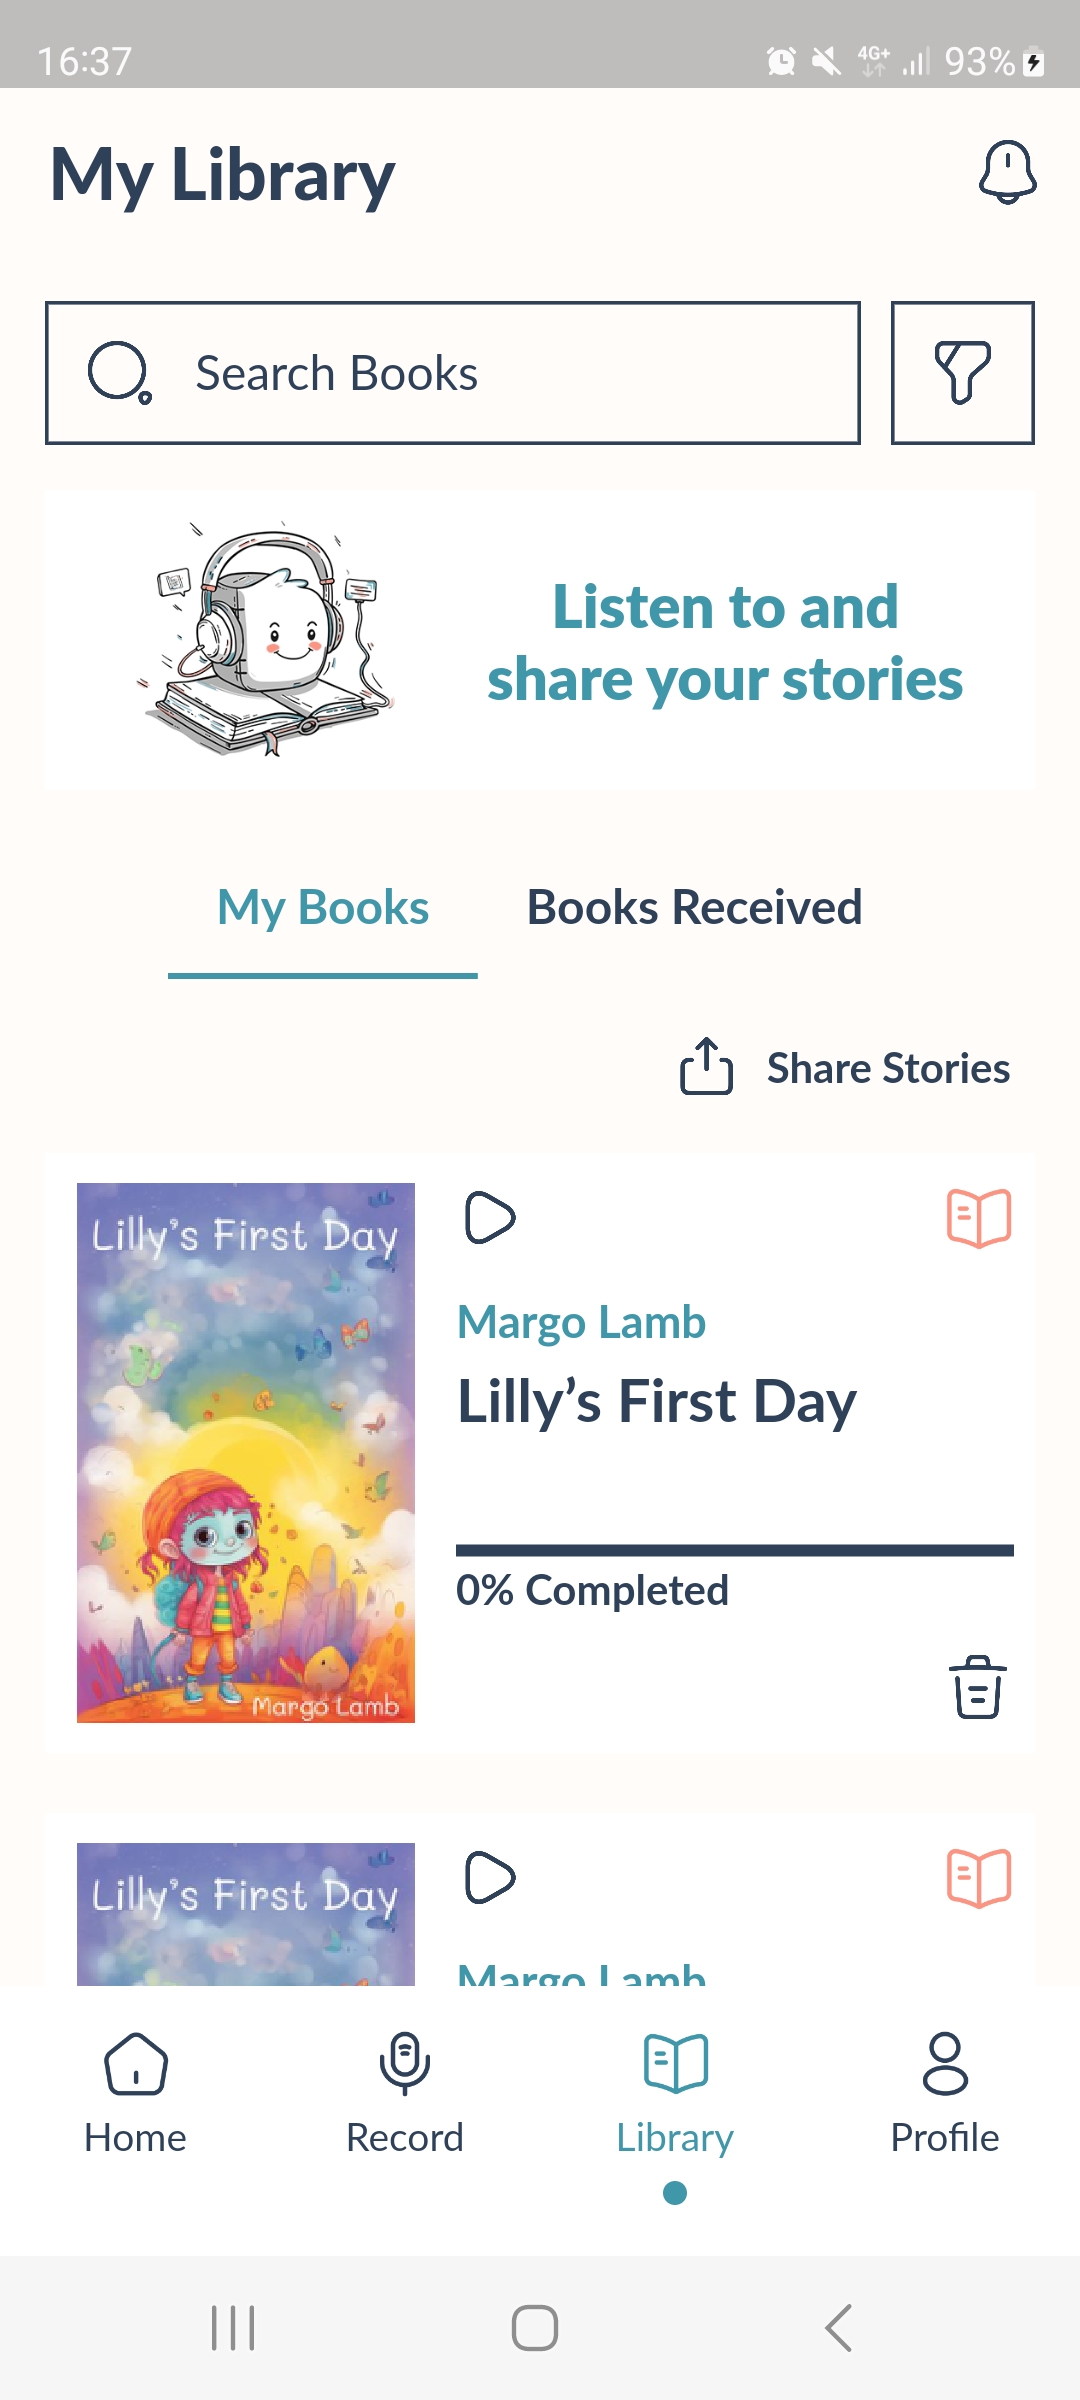 16:37
4G+ 93%
My Library
Search Books
Listen to and
share your stories
My Books Books Received
Share Stories
Lilly's First Day
Margo Lamb
Lilly’s First Day
0% Completed
Margo Lamb
Lilly's First Day
Margo Lamb
Home Record Library Profile